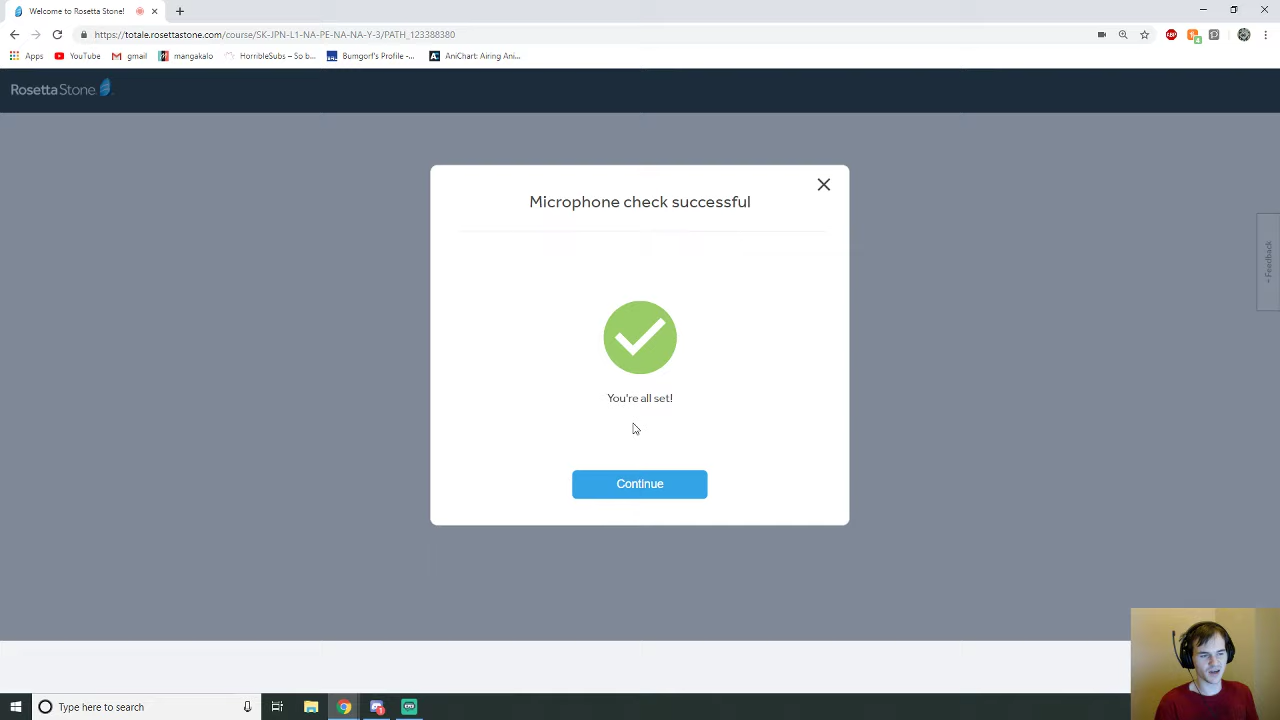 Welcome to Rosetta Stone!
https://totale.rosettastone.com/course/SK-JPN-L1-NA-PE-NA-NA-Y-3/PATH_123388380
Apps YouTube gmail mangakalo HorribleSubs – So b... Bumgorf's Profile -... AniChart: Airing Ani...
RosettaStone
Microphone check successful
+ Feedback
You're all set!
Continue
Type here to search